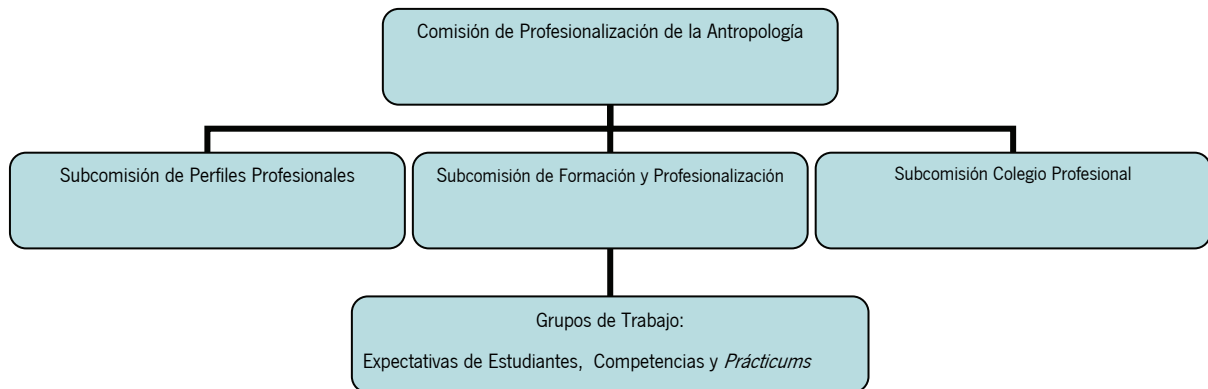 Comisión de Profesionalización de la Antropología
Subcomisión de Perfiles Profesionales
Subcomisión de Formación y Profesionalización
Subcomisión Colegio Profesional
Grupos de Trabajo:
Expectativas de Estudiantes, Competencias y Prácticums